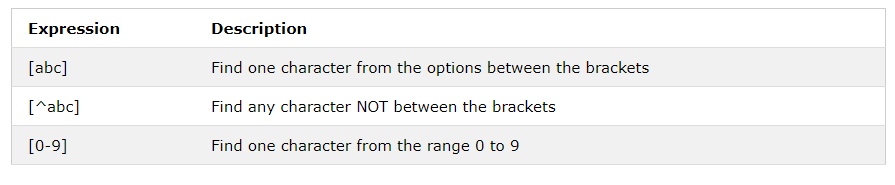 Expression Description
[abc] Find one character from the options between the brackets
[^abc] Find any character NOT between the brackets
[0-9] Find one character from the range 0 to 9